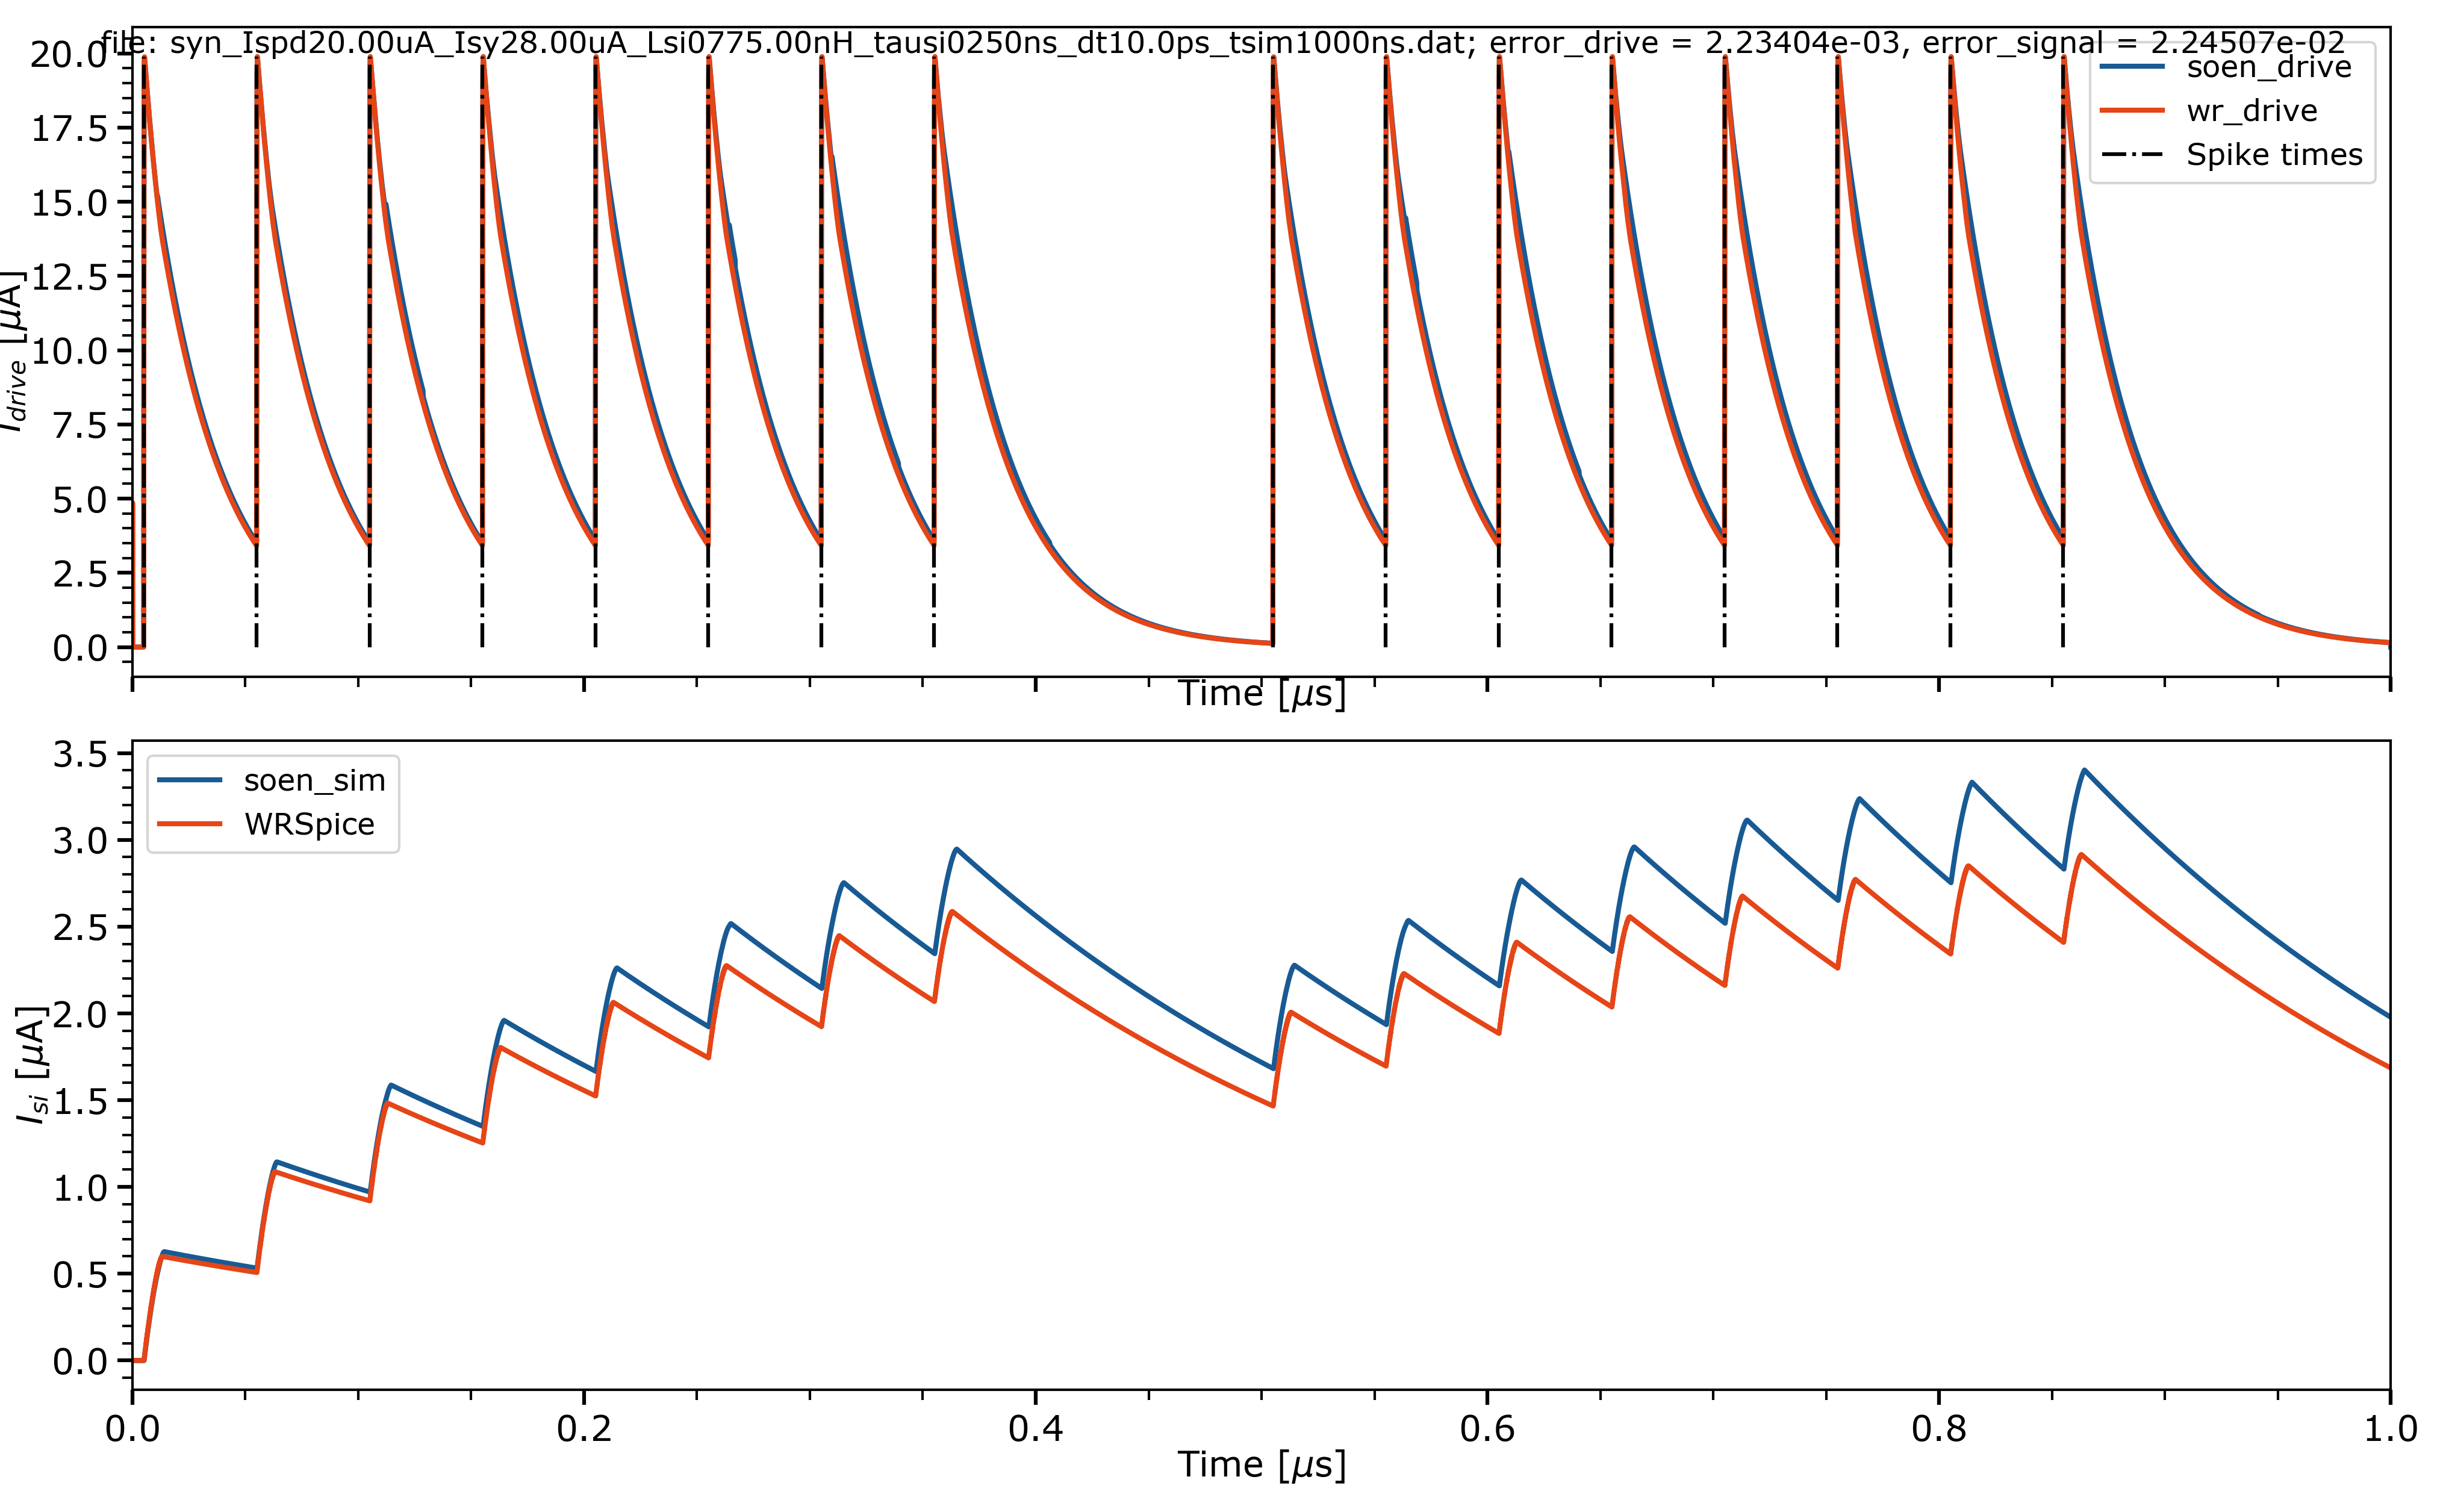 file: syn_Ispd20.00uA_Isy28.00uA_Lsi0775.00nH_tausi0250ns_dt10.0ps_tsim1000ns.dat; error_drive = 2.23404e-03, error_signal = 2.24507e-02
20.0
17.5
15.0
12.5
10.0
7.5
5.0
2.5
0.0
I_drive [μA]
soen_drive
wr_drive
Spike times
Time [μs]
3.5
3.0
2.5
2.0
1.5
1.0
0.5
0.0
I_si [μA]
soen_sim
WRSpice
0.0 0.2 0.4 0.6 0.8 1.0
Time [μs]